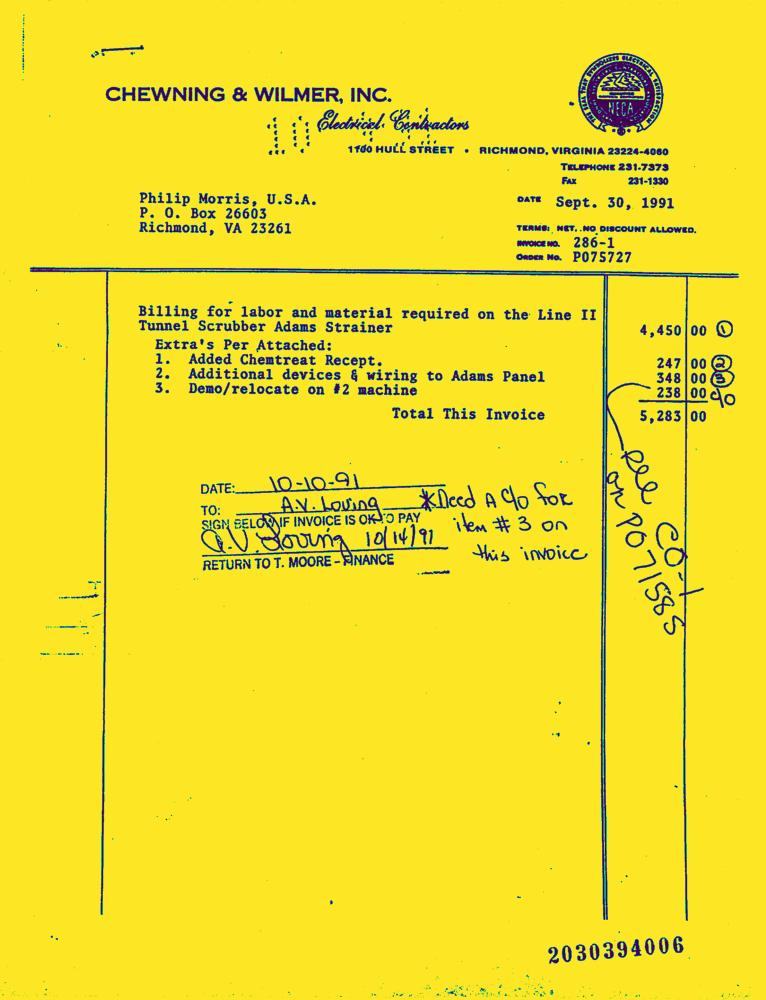 CHEWNING & WILMER, INC.
Electrical Contractors
1100 HULL STREET • RICHMOND, VIRGINIA 23224-4060
TELEPHONE 231-7373
FAX 231-1330
NECA
Philip Morris, U.S.A.
P. O. Box 26603
Richmond, VA 23261
DATE Sept. 30, 1991
TERMS: NET, NO DISCOUNT ALLOWED.
INVOICE NO. 286-1
ORDER NO. P075727
Billing for labor and material required on the Line II
Tunnel Scrubber Adams Strainer 4,450 00 ①
Extra's Per Attached:
1. Added Chemtreat Recept. 247 00 ②
2. Additional devices & wiring to Adams Panel 348 00 ③
3. Demo/relocate on #2 machine 238 00 c/o
Total This Invoice 5,283 00
DATE: 10-10-91
TO: A.V. Loving
SIGN BELOW IF INVOICE IS OK TO PAY
A.V. Loving 10/14/91
RETURN TO T. MOORE - FINANCE
*Need A c/o for
item # 3 on
this invoice
see CO-1
on PO71585
2030394006